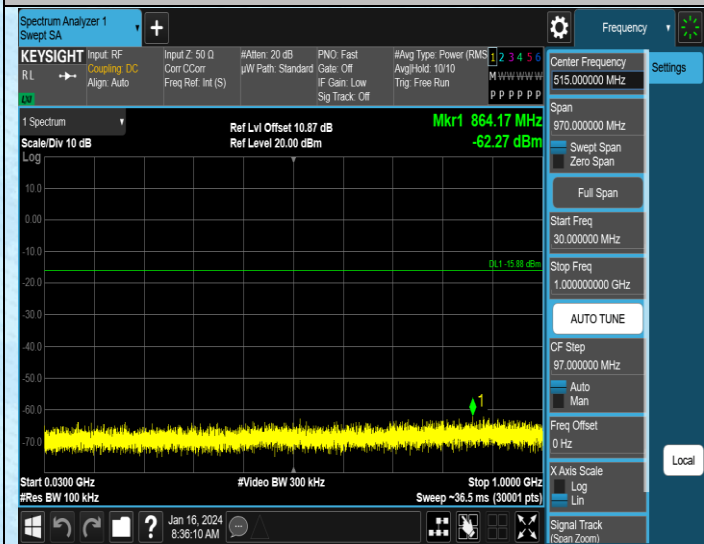 Spectrum Analyzer 1
Swept SA
Frequency
KEYSIGHT
RL
LXI
Input: RF
Coupling: DC
Align: Auto
Input Z: 50 Ω
Corr CCorr
Freq Ref: Int (S)
#Atten: 20 dB
µW Path: Standard
PNO: Fast
Gate: Off
IF Gain: Low
Sig Track: Off
#Avg Type: Power (RMS
Avg|Hold: 10/10
Trig: Free Run
1 2 3 4 5 6
M W W W W W
P P P P P P
1 Spectrum
Scale/Div 10 dB
Ref Lvl Offset 10.87 dB
Ref Level 20.00 dBm
Mkr1 864.17 MHz
-62.27 dBm
Log
10.0
0.00
-10.0
DL1 -15.88 dBm
-20.0
-30.0
-40.0
-50.0
-60.0
1
-70.0
Start 0.0300 GHz
#Res BW 100 kHz
#Video BW 300 kHz
Stop 1.0000 GHz
Sweep ~36.5 ms (30001 pts)
Jan 16, 2024
8:36:10 AM
Center Frequency
515.000000 MHz
Span
970.000000 MHz
Swept Span
Zero Span
Full Span
Start Freq
30.000000 MHz
Stop Freq
1.000000000 GHz
AUTO TUNE
CF Step
97.000000 MHz
Auto
Man
Freq Offset
0 Hz
X Axis Scale
Log
Lin
Signal Track
(Span Zoom)
Settings
Local